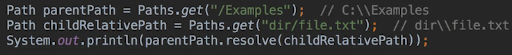 Path parentPath = Paths.get("/Examples");  // C:\\Examples
Path childRelativePath = Paths.get("dir/file.txt");  // dir\\file.txt
System.out.println(parentPath.resolve(childRelativePath));